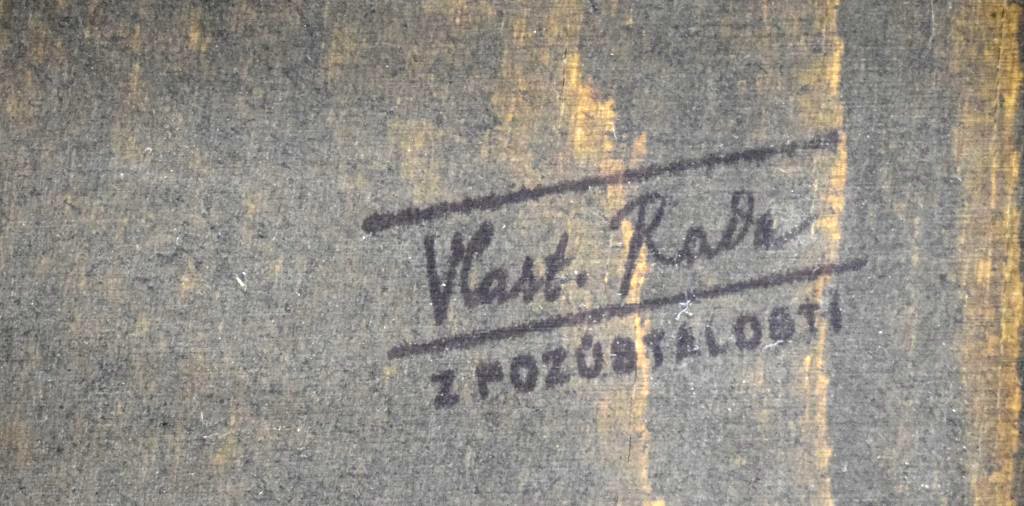 Vlast. Rada
Z POZŮSTALOSTI